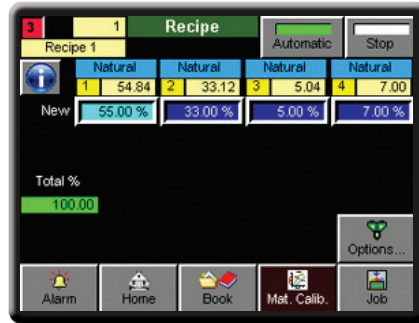 3 1 Recipe
Recipe 1 Automatic Stop
Natural Natural Natural Natural
1 54.84 2 33.12 3 5.04 4 7.00
New 55.00 % 33.00 % 5.00 % 7.00 %
Total %
100.00
Options...
Alarm Home Book Mat. Calib. Job